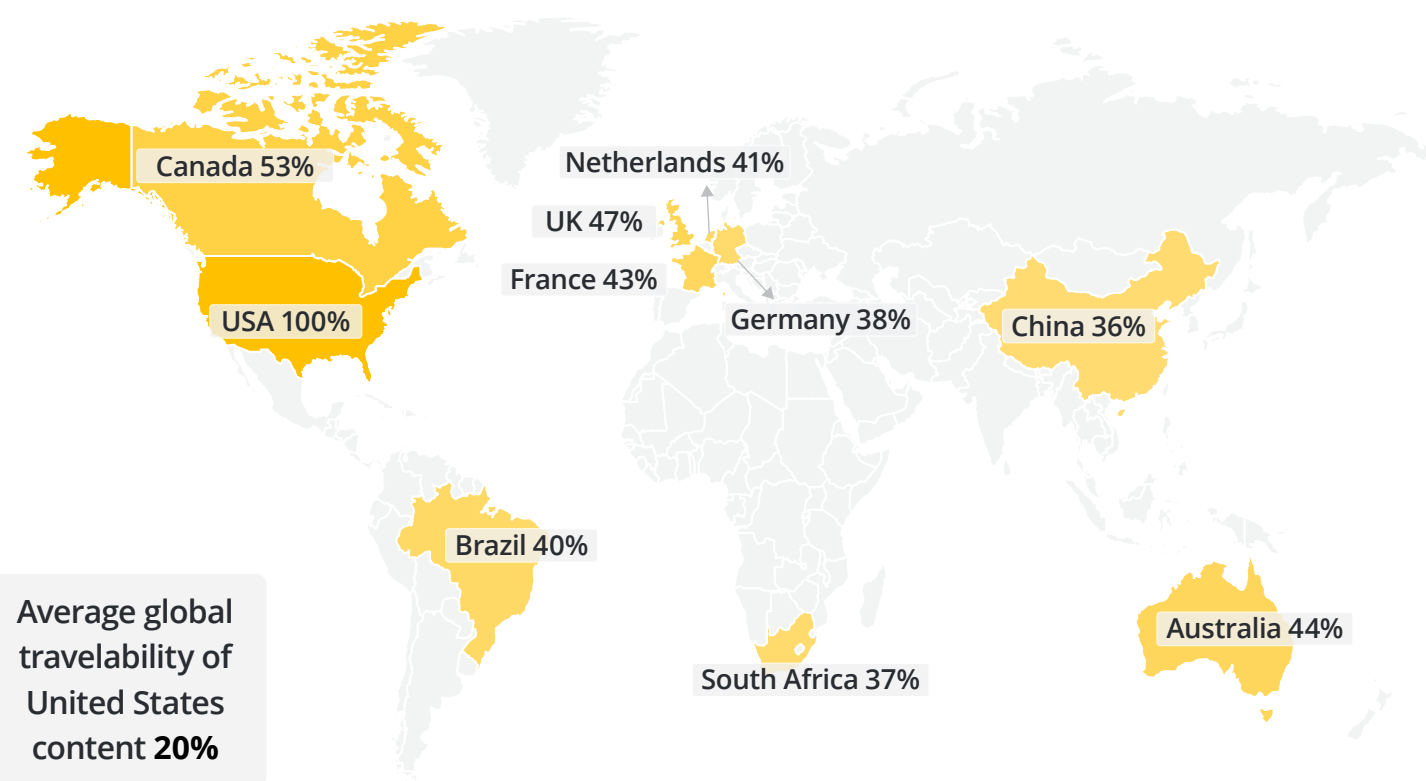 Canada 53%
Netherlands 41%
UK 47%
France 43%
USA 100%
Germany 38%
China 36%
Brazil 40%
Australia 44%
South Africa 37%
Average global
travelability of
United States
content 20%